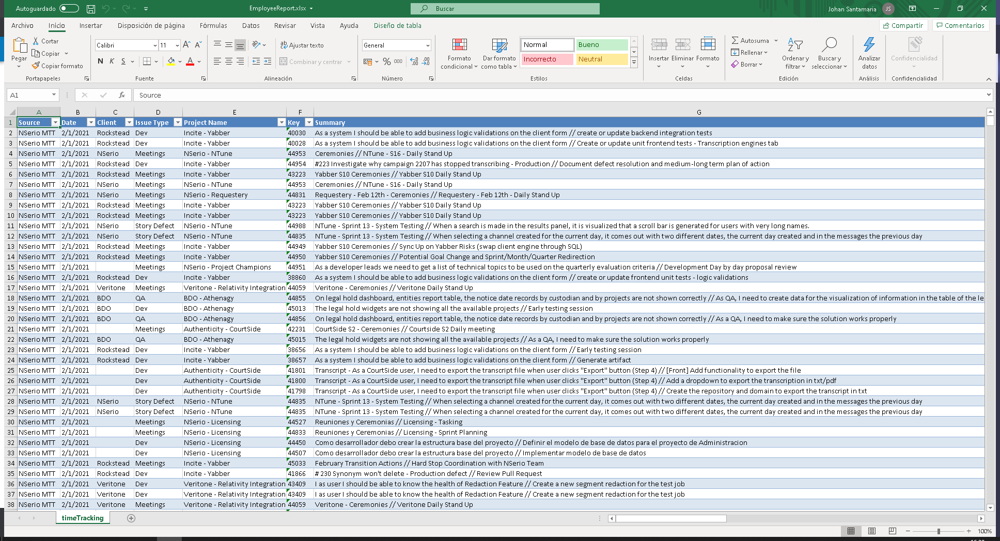 Autoguardado EmployeeReport.xlsx Buscar Johan Santamaria JS
Archivo Inicio Insertar Disposición de página Fórmulas Datos Revisar Vista Ayuda Diseño de tabla Compartir Comentarios
Pegar Cortar Copiar Copiar formato
Calibri 11 A A N K S A
ab Ajustar texto Combinar y centrar
General % 000
Formato condicional Dar formato como tabla
Normal Bueno
Incorrecto Neutral
Insertar Eliminar Formato
Autosuma Rellenar Borrar
Ordenar y filtrar Buscar y seleccionar
Analizar datos Confidencialidad
Portapapeles Fuente Alineación Número Estilos Celdas Edición Análisis Confidencialidad
A1 fx Source
A B C D E F G
1 Source Date Client Issue Type Project Name Key Summary
2 NSerio MTT 2/1/2021 Rockstead Dev Incite - Yabber 40030 As a system I should be able to add business logic validations on the client form // create or update backend integration tests
3 NSerio MTT 2/1/2021 Rockstead Dev Incite - Yabber 40028 As a system I should be able to add business logic validations on the client form // Create or update unit frontend tests - Transcription engines tab
4 NSerio MTT 2/1/2021 NSerio Meetings NSerio - NTune 44953 Ceremonies // NTune - S16 - Daily Stand Up
5 NSerio MTT 2/1/2021 Rockstead Dev Incite - Yabber 44954 #223 Investigate why campaign 2207 has stopped transcribing - Production // Document defect resolution and medium-long term plan of action
6 NSerio MTT 2/1/2021 Rockstead Meetings Incite - Yabber 43223 Yabber S10 Ceremonies // Yabber S10 Daily Stand Up
7 NSerio MTT 2/1/2021 NSerio Meetings NSerio - NTune 44953 Ceremonies // NTune - S16 - Daily Stand Up
8 NSerio MTT 2/1/2021 NSerio Meetings NSerio - Requestery 44831 Requestery - Feb 12th - Ceremonies // Requestery - Feb 12th - Daily Stand Up
9 NSerio MTT 2/1/2021 Rockstead Meetings Incite - Yabber 43223 Yabber S10 Ceremonies // Yabber S10 Daily Stand Up
10 NSerio MTT 2/1/2021 Rockstead Meetings Incite - Yabber 43223 Yabber S10 Ceremonies // Yabber S10 Daily Stand Up
11 NSerio MTT 2/1/2021 NSerio Story Defect NSerio - NTune 44988 NTune - Sprint 13 - System Testing // When a search is made in the results panel, it is visualized that a scroll bar is generated for users with very long names.
12 NSerio MTT 2/1/2021 NSerio Story Defect NSerio - NTune 44835 NTune - Sprint 13 - System Testing // When selecting a channel created for the current day, it comes out with two different dates, the current day created and in the messages the previous day
13 NSerio MTT 2/1/2021 Rockstead Meetings Incite - Yabber 44949 Yabber S10 Ceremonies // Sync Up on Yabber Risks (swap client engine through SQL)
14 NSerio MTT 2/1/2021 Rockstead Meetings Incite - Yabber 44950 Yabber S10 Ceremonies // Potential Goal Change and Sprint/Month/Quarter Redirection
15 NSerio MTT 2/1/2021 Meetings NSerio - Project Champions 44951 As a developer leads we need to get a list of technical topics to be used on the quarterly evaluation criteria // Development Day by day proposal review
16 NSerio MTT 2/1/2021 Rockstead Dev Incite - Yabber 38860 As a system I should be able to add business logic validations on the client form // create or update frontend unit tests - logic validations
17 NSerio MTT 2/1/2021 Veritone Meetings Veritone - Relativity Integration 44059 Veritone - Ceremonies // Veritone Daily Stand Up
18 NSerio MTT 2/1/2021 BDO QA BDO - Athenagy 44855 On legal hold dashboard, entities report table, the notice date records by custodian and by projects are not shown correctly // As QA, I need to create data for the visualization of information in the table of the le
19 NSerio MTT 2/1/2021 BDO Dev BDO - Athenagy 45013 The legal hold widgets are not showing all the available projects // Early testing session
20 NSerio MTT 2/1/2021 BDO QA BDO - Athenagy 44856 On legal hold dashboard, entities report table, the notice date records by custodian and by projects are not shown correctly // As a QA, I need to make sure the solution works properly
21 NSerio MTT 2/1/2021 Meetings Authenticity - CourtSide 42231 CourtSide S2 - Ceremonies // Courtside S2 Daily meeting
22 NSerio MTT 2/1/2021 BDO QA BDO - Athenagy 45015 The legal hold widgets are not showing all the available projects // As a QA, I need to make sure the solution works properly
23 NSerio MTT 2/1/2021 Rockstead Dev Incite - Yabber 38656 As a system I should be able to add business logic validations on the client form // Early testing session
24 NSerio MTT 2/1/2021 Rockstead Dev Incite - Yabber 38657 As a system I should be able to add business logic validations on the client form // Generate artifact
25 NSerio MTT 2/1/2021 Dev Authenticity - CourtSide 41801 Transcript - As a CourtSide user, I need to export the transcript file when user clicks "Export" button (Step 4) // [Front] Add functionality to export the file
26 NSerio MTT 2/1/2021 Dev Authenticity - CourtSide 41800 Transcript - As a CourtSide user, I need to export the transcript file when user clicks "Export" button (Step 4) // Add a dropdown to export the transcription in txt/pdf
27 NSerio MTT 2/1/2021 Dev Authenticity - CourtSide 41798 Transcript - As a CourtSide user, I need to export the transcript file when user clicks "Export" button (Step 4) // Create the repository and domain to export the transcript in txt
28 NSerio MTT 2/1/2021 NSerio Story Defect NSerio - NTune 44835 NTune - Sprint 13 - System Testing // When selecting a channel created for the current day, it comes out with two different dates, the current day created and in the messages the previous day
29 NSerio MTT 2/1/2021 NSerio Story Defect NSerio - NTune 44835 NTune - Sprint 13 - System Testing // When selecting a channel created for the current day, it comes out with two different dates, the current day created and in the messages the previous day
30 NSerio MTT 2/1/2021 Meetings NSerio - Licensing 44527 Reuniones y Ceremonias // Licensing - Tasking
31 NSerio MTT 2/1/2021 Meetings NSerio - Licensing 44833 Reuniones y Ceremonias // Licensing - Sprint Planning
32 NSerio MTT 2/1/2021 Dev NSerio - Licensing 44450 Como desarrollador debo crear la estructura base del proyecto // Definir el modelo de base de datos para el proyecto de Administracion
33 NSerio MTT 2/1/2021 Dev NSerio - Licensing 44507 Como desarrollador debo crear la estructura base del proyecto // Implementar modelo de base de datos
34 NSerio MTT 2/1/2021 Rockstead Meetings Incite - Yabber 45033 February Transition Actions // Hard Stop Coordination with NSerio Team
35 NSerio MTT 2/1/2021 Rockstead Dev Incite - Yabber 41866 # 230 Synonym won't delete - Production defect // Review Pull Request
36 NSerio MTT 2/1/2021 Veritone Dev Veritone - Relativity Integration 43409 I as user I should be able to know the health of Redaction Feature // Create a new segment redaction for the test job
37 NSerio MTT 2/1/2021 Veritone Dev Veritone - Relativity Integration 43409 I as user I should be able to know the health of Redaction Feature // Create a new segment redaction for the test job
38 NSerio MTT 2/1/2021 Veritone Meetings Veritone - Relativity Integration 44059 Veritone - Ceremonies // Veritone Daily Stand Up
timeTracking
100%